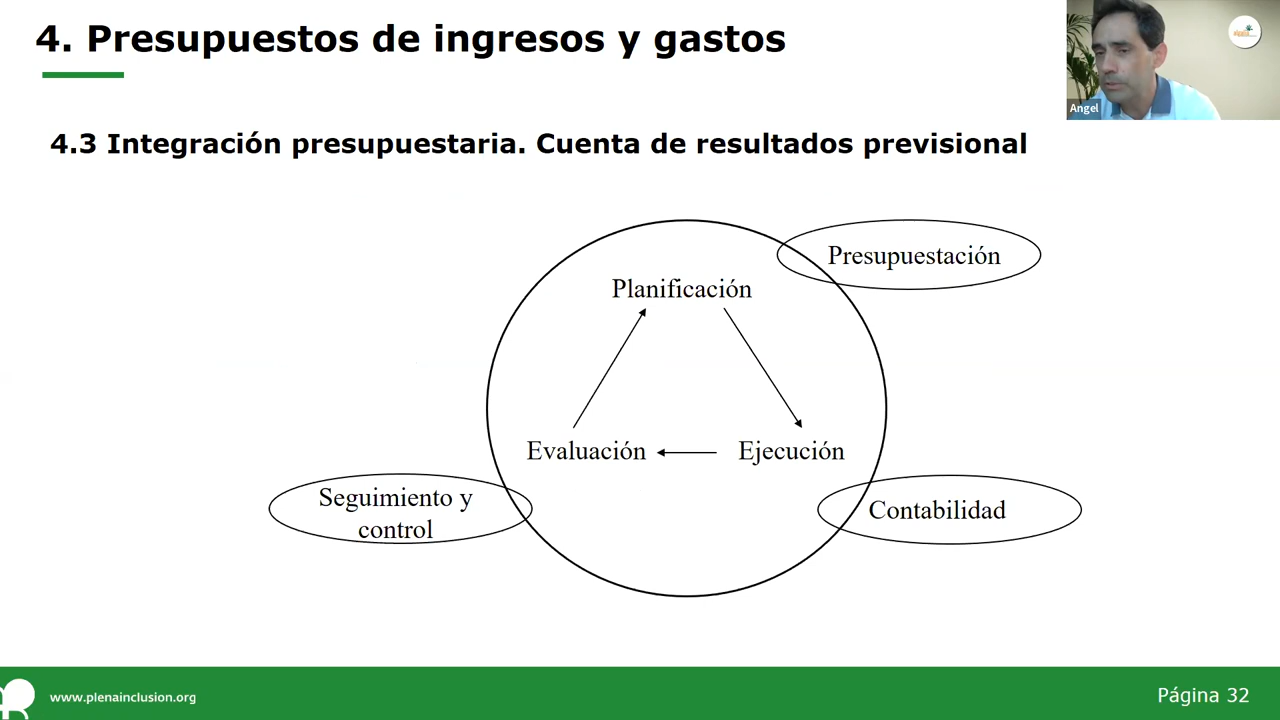 4. Presupuestos de ingresos y gastos
Angel
4.3 Integración presupuestaria. Cuenta de resultados previsional
Presupuestación
Planificación
Evaluación
Ejecución
Seguimiento y
control
Contabilidad
www.plenainclusion.org
Página 32